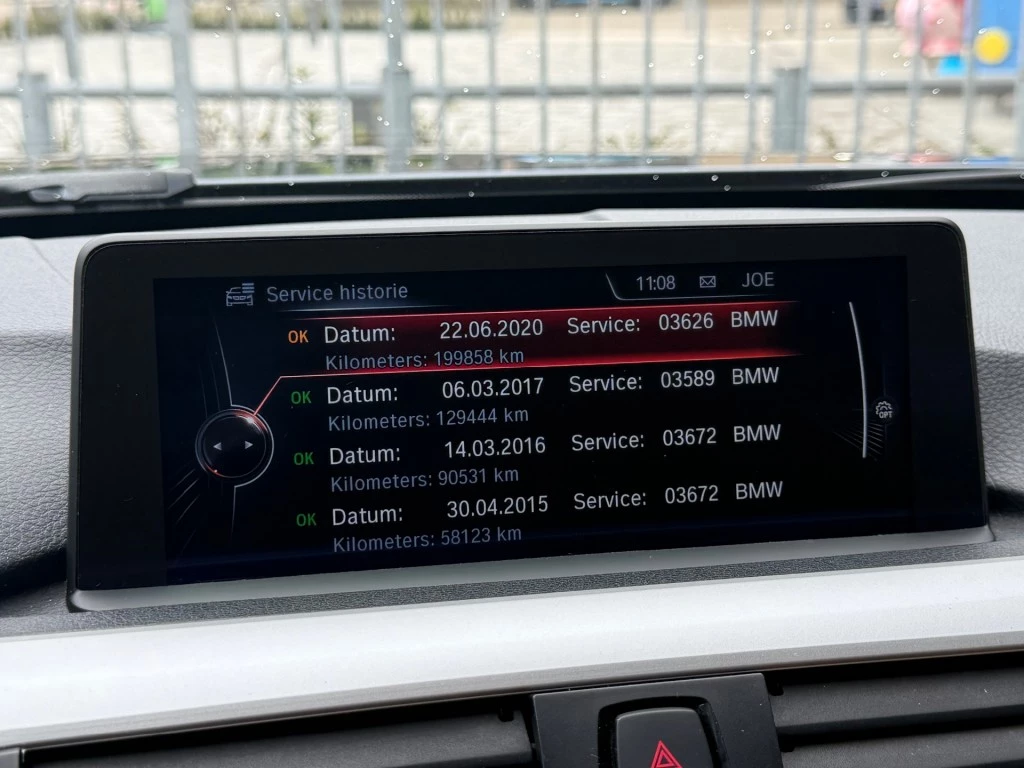 Service historie 11:08 JOE
OK Datum: 22.06.2020 Service: 03626 BMW
Kilometers: 199858 km
OK Datum: 06.03.2017 Service: 03589 BMW
Kilometers: 129444 km
OK Datum: 14.03.2016 Service: 03672 BMW
Kilometers: 90531 km
OK Datum: 30.04.2015 Service: 03672 BMW
Kilometers: 58123 km
OPT